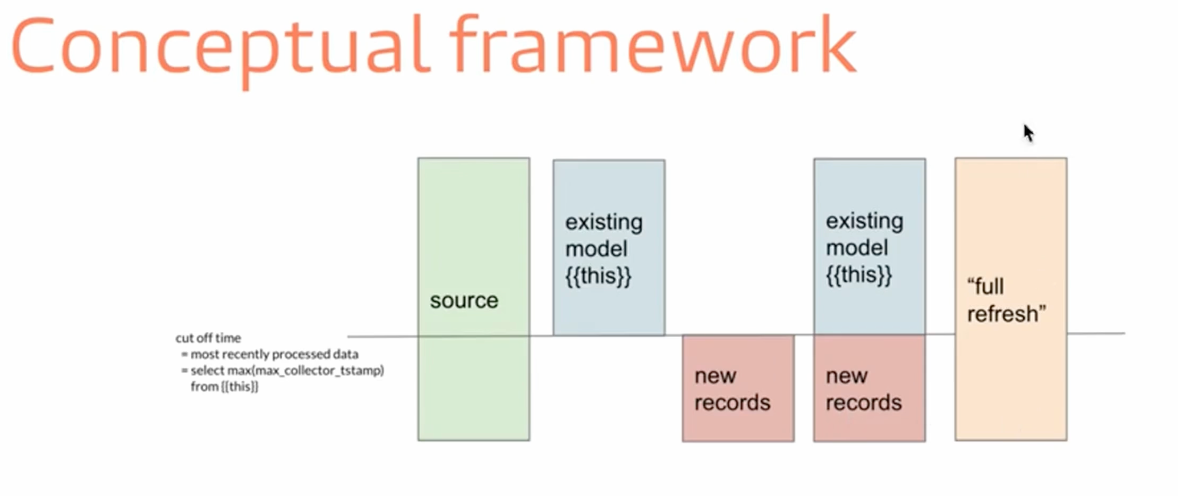 Conceptual framework
source
existing
model
{{this}}
new
records
existing
model
{{this}}
new
records
“full
refresh”
cut off time
= most recently processed data
= select max(max_collector_tstamp)
from {{this}}